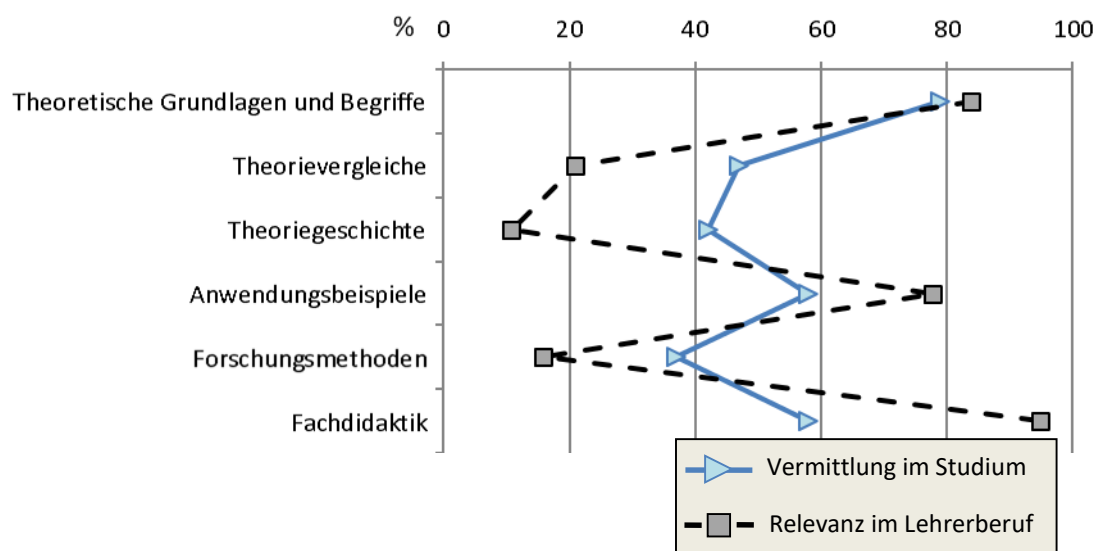 % 0 20 40 60 80 100
Theoretische Grundlagen und Begriffe
Theorievergleiche
Theoriegeschichte
Anwendungsbeispiele
Forschungsmethoden
Fachdidaktik
Vermittlung im Studium
Relevanz im Lehrerberuf